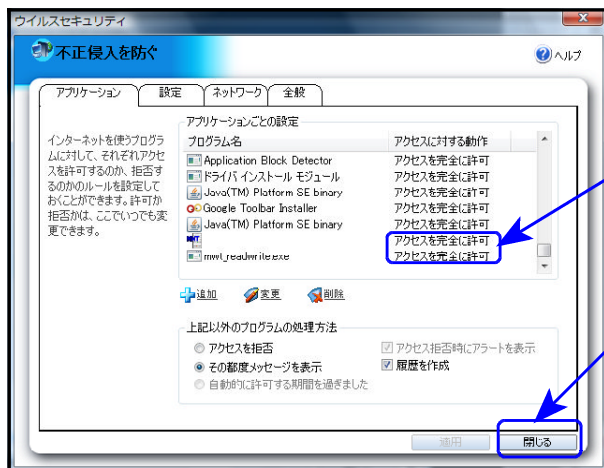 ウイルスセキュリティ
不正侵入を防ぐ
ヘルプ
アプリケーション 設定 ネットワーク 全般
インターネットを使うプログラ
ムに対して、それぞれアクセ
スを許可するのか、拒否す
るのかのルールを設定して
おくことができます。許可か
拒否かは、ここでいつでも変
更できます。
アプリケーションごとの設定
プログラム名 アクセスに対する動作
Application Block Detector アクセスを完全に許可
ドライバ インストール モジュール アクセスを完全に許可
Java(TM) Platform SE binary アクセスを完全に許可
Google Toolbar Installer アクセスを完全に許可
Java(TM) Platform SE binary アクセスを完全に許可
アクセスを完全に許可
mwt_readwrite.exe アクセスを完全に許可
追加 変更 削除
上記以外のプログラムの処理方法
アクセスを拒否
アクセス拒否時にアラートを表示
その都度メッセージを表示
履歴を作成
自動的に許可する期間を過ぎました
適用 閉じる